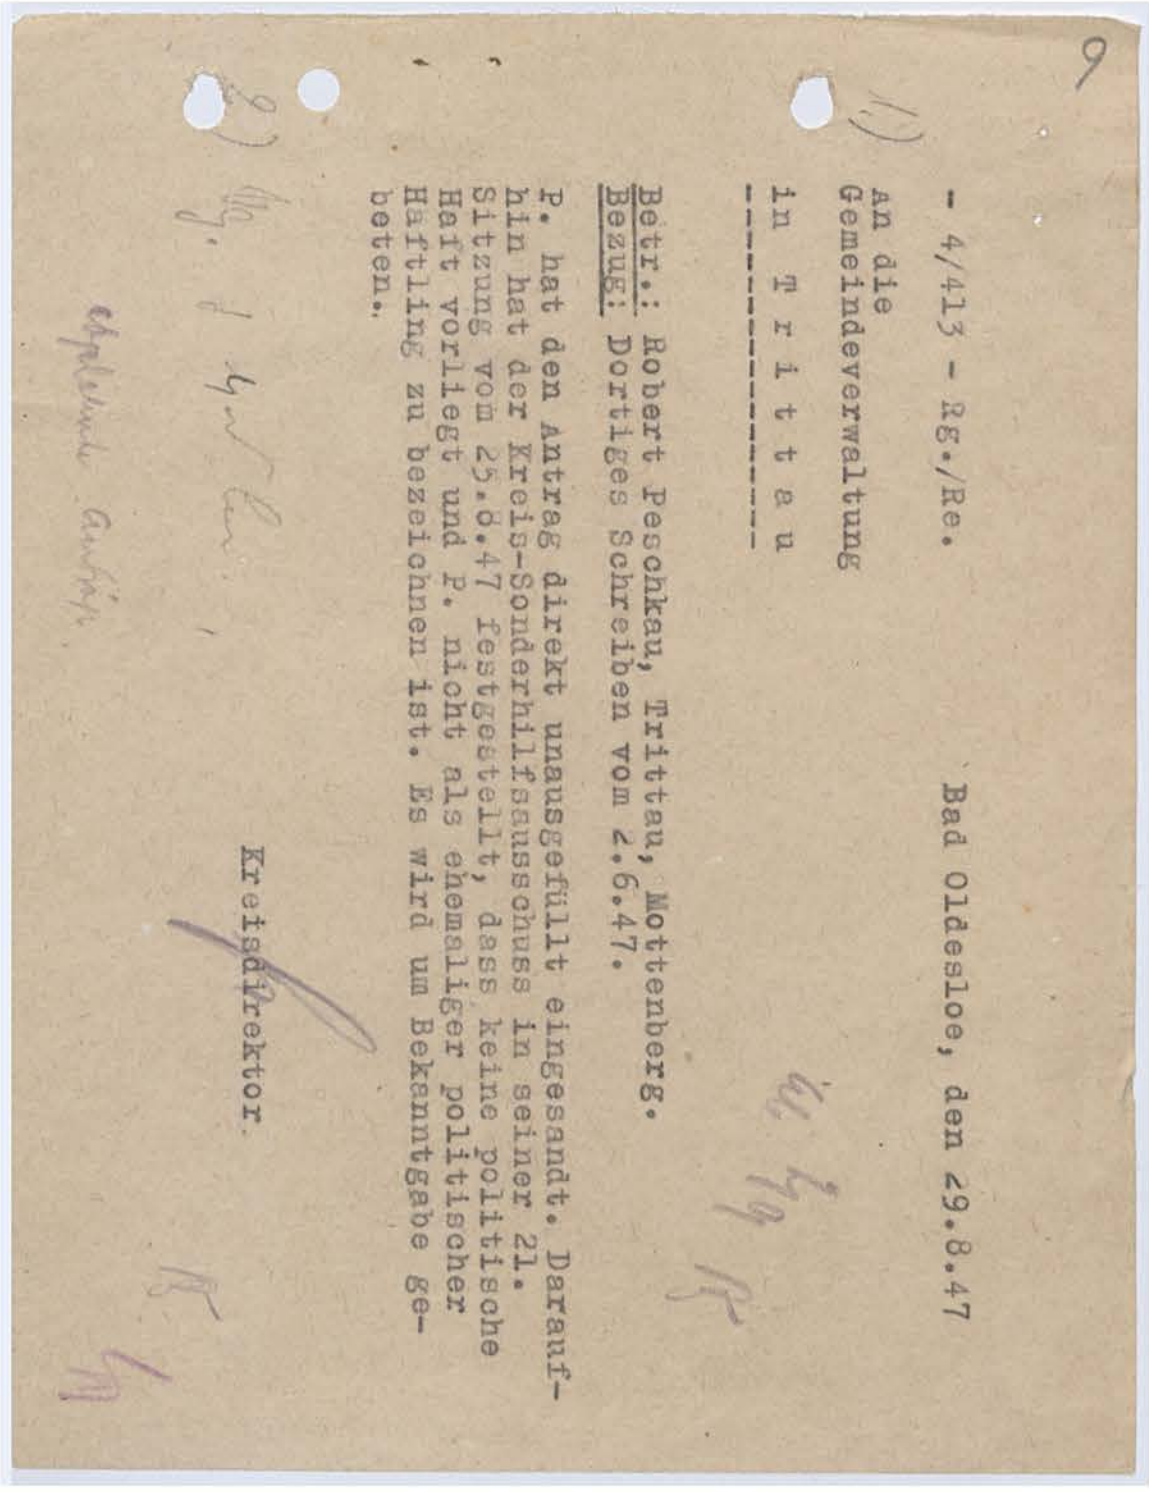 9
- 4/413 - Rg./Re.
Bad Oldesloe, den 29.8.47
1.)
An die
Gemeindeverwaltung
in T r i t t a u
-------------------
Betr.: Robert Peschkau, Trittau, Mottenberg.
Bezug: Dortiges Schreiben vom 2.6.47.
P. hat den Antrag direkt unausgefüllt eingesandt. Darauf-
hin hat der Kreis-Sonderhilfsausschuss in seiner 21.
Sitzung vom 25.8.47 festgestellt, dass keine politische
Haft vorliegt und P. nicht als ehemaliger politischer
Häftling zu bezeichnen ist. Es wird um Bekanntgabe ge-
beten.
Kreisdirektor.
2)